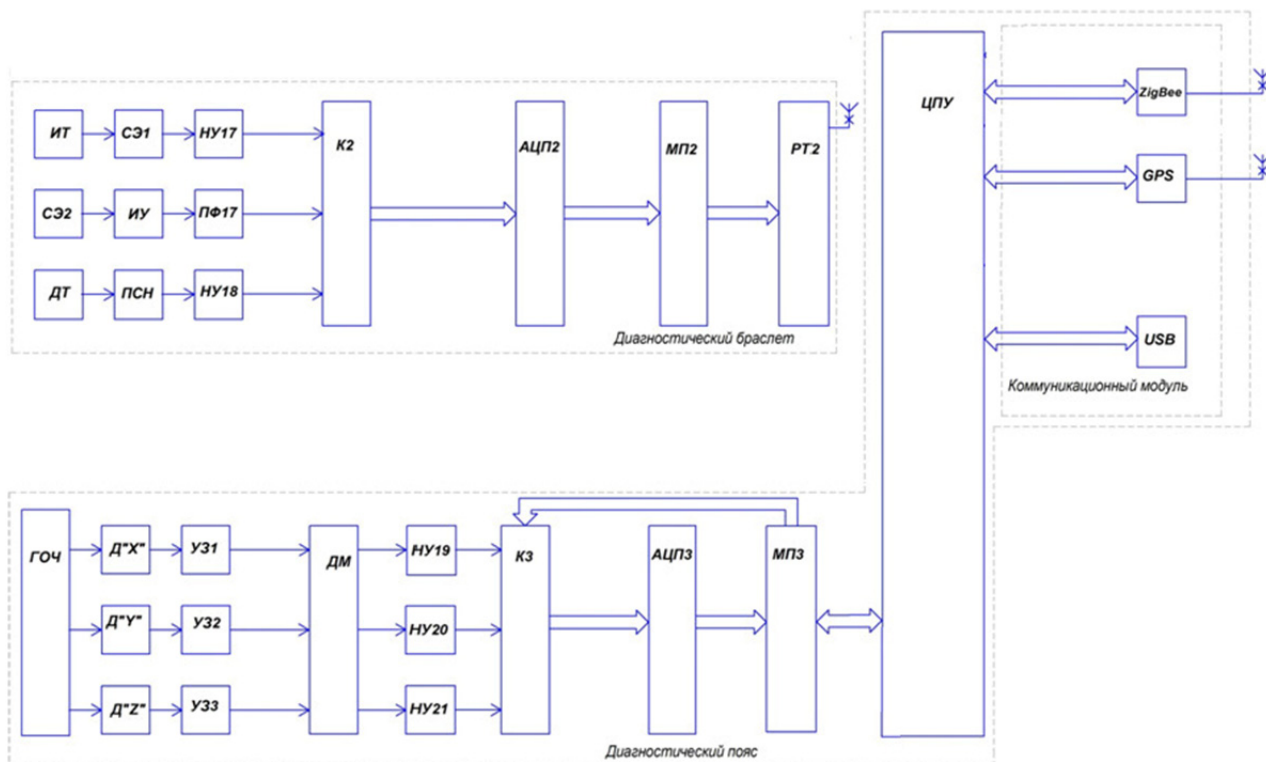 ИТ
СЭ1
НУ17
К2
АЦП2
МП2
РТ2
СЭ2
ИУ
ПФ17
ДТ
ПСН
НУ18
Диагностический браслет
ЦПУ
ZigBee
GPS
USB
Коммуникационный модуль
ГОЧ
Д"X"
УЗ1
ДМ
НУ19
К3
АЦП3
МП3
Д"Y"
УЗ2
НУ20
Д"Z"
УЗ3
НУ21
Диагностический пояс